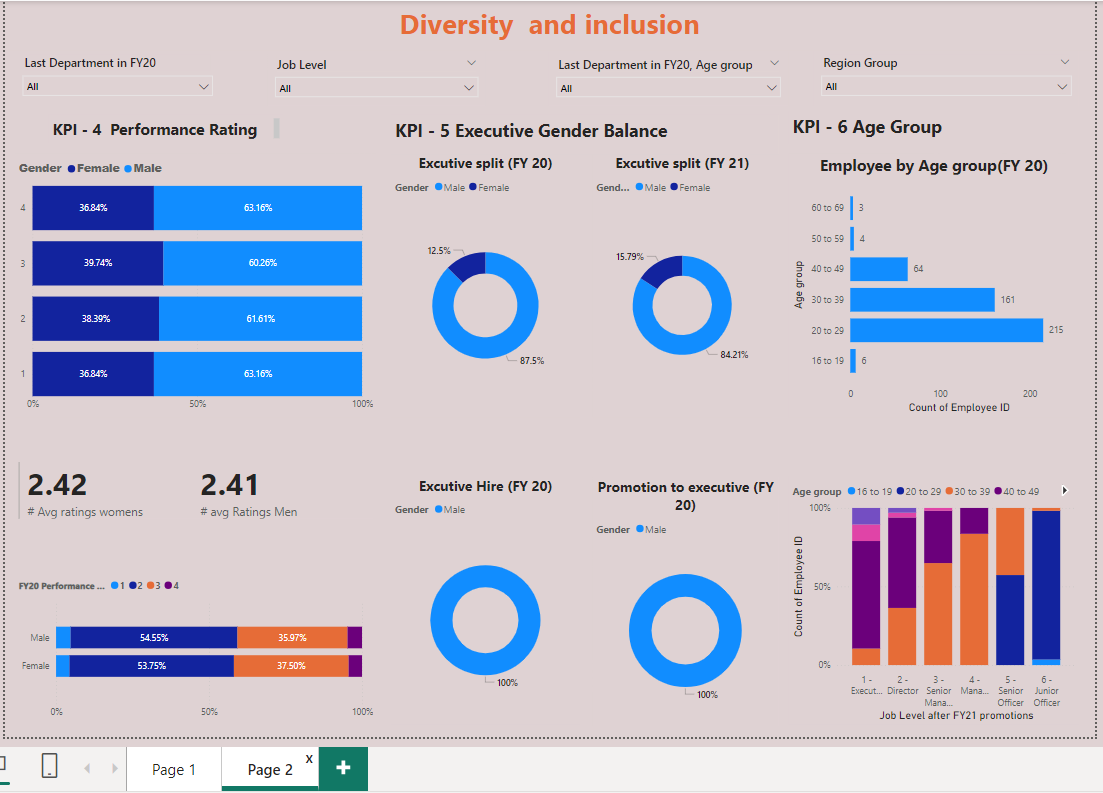 Diversity  and inclusion
Last Department in FY20
All
Job Level
All
Last Department in FY20, Age group
All
Region Group
All
KPI - 4  Performance Rating
Gender Female Male
4 36.84% 63.16%
3 39.74% 60.26%
2 38.39% 61.61%
1 36.84% 63.16%
0% 50% 100%
2.42
# Avg ratings womens
2.41
# avg Ratings Men
FY20 Performance ... 1 2 3 4
Male 54.55% 35.97%
Female 53.75% 37.50%
0% 50% 100%
KPI - 5 Executive Gender Balance
Excutive split (FY 20)
Gender Male Female
12.5%
87.5%
Excutive split (FY 21)
Gend... Male Female
15.79%
84.21%
Excutive Hire (FY 20)
Gender Male
100%
Promotion to executive (FY
20)
Gender Male
100%
KPI - 6 Age Group
Employee by Age group(FY 20)
Age group
60 to 69 3
50 to 59 4
40 to 49 64
30 to 39 161
20 to 29 215
16 to 19 6
0 100 200
Count of Employee ID
Age group 16 to 19 20 to 29 30 to 39 40 to 49
Count of Employee ID
100%
50%
0%
1 -
Execut...
2 -
Director
3 -
Senior
Mana...
4 -
Mana...
5 -
Senior
Officer
6 -
Junior
Officer
Job Level after FY21 promotions
Page 1
Page 2
X
+